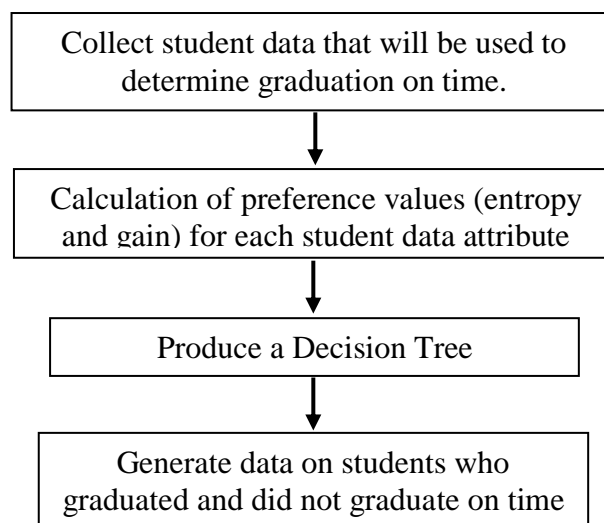 Collect student data that will be used to
determine graduation on time.
Calculation of preference values (entropy
and gain) for each student data attribute
Produce a Decision Tree
Generate data on students who
graduated and did not graduate on time